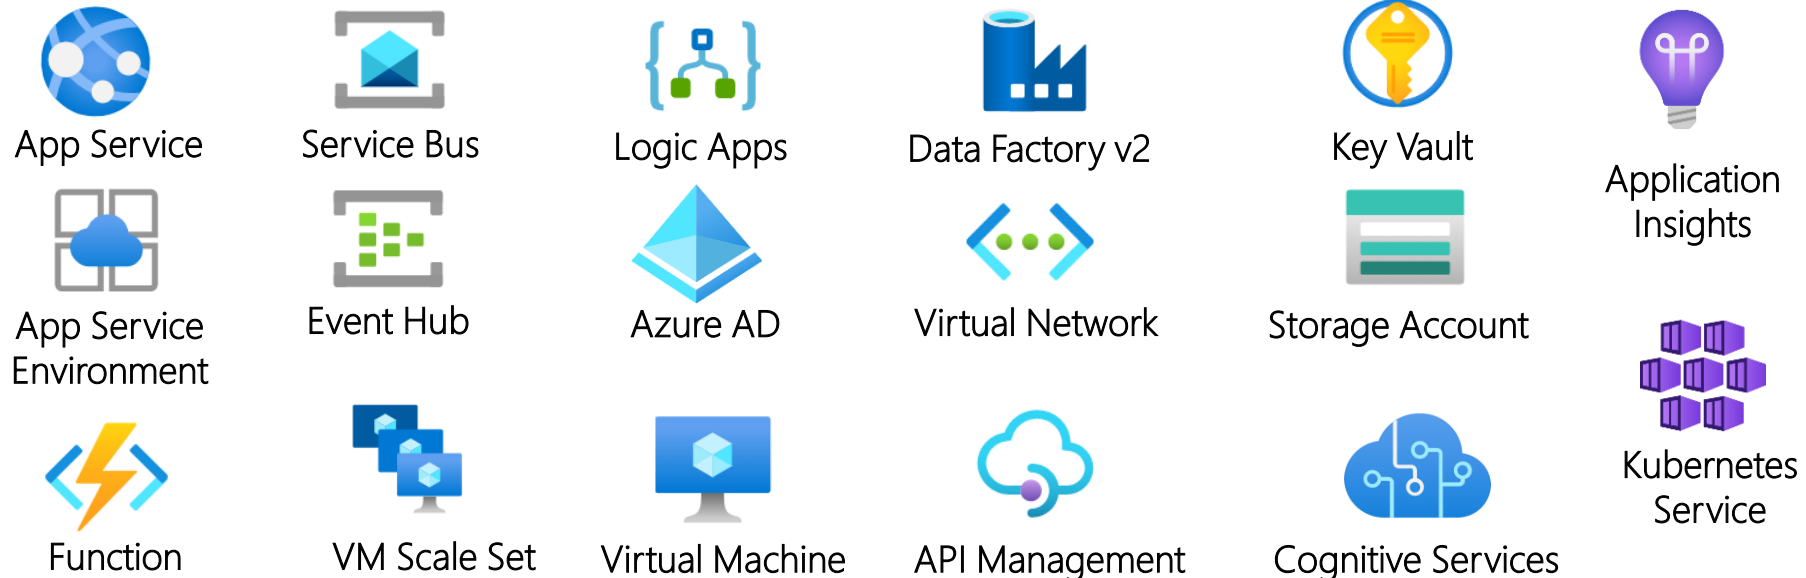 App Service
Service Bus
Logic Apps
Data Factory v2
Key Vault
Application
Insights
App Service
Environment
Event Hub
Azure AD
Virtual Network
Storage Account
Kubernetes
Service
Function
VM Scale Set
Virtual Machine
API Management
Cognitive Services